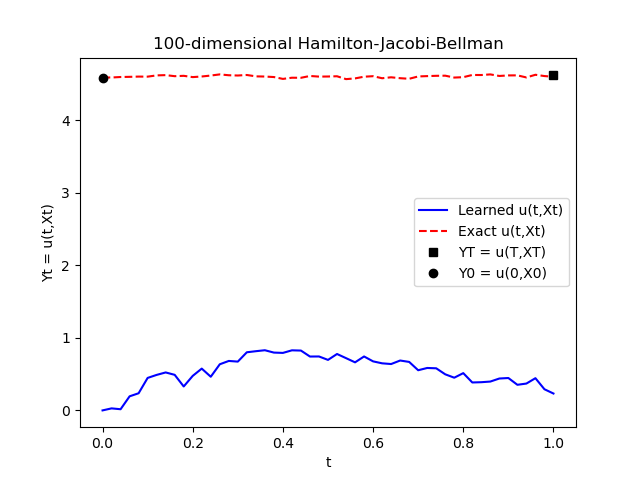 100-dimensional Hamilton-Jacobi-Bellman
Yt = u(t,Xt)
4
3
2
1
0
Learned u(t,Xt)
Exact u(t,Xt)
YT = u(T,XT)
Y0 = u(0,X0)
0.0 0.2 0.4 0.6 0.8 1.0
t